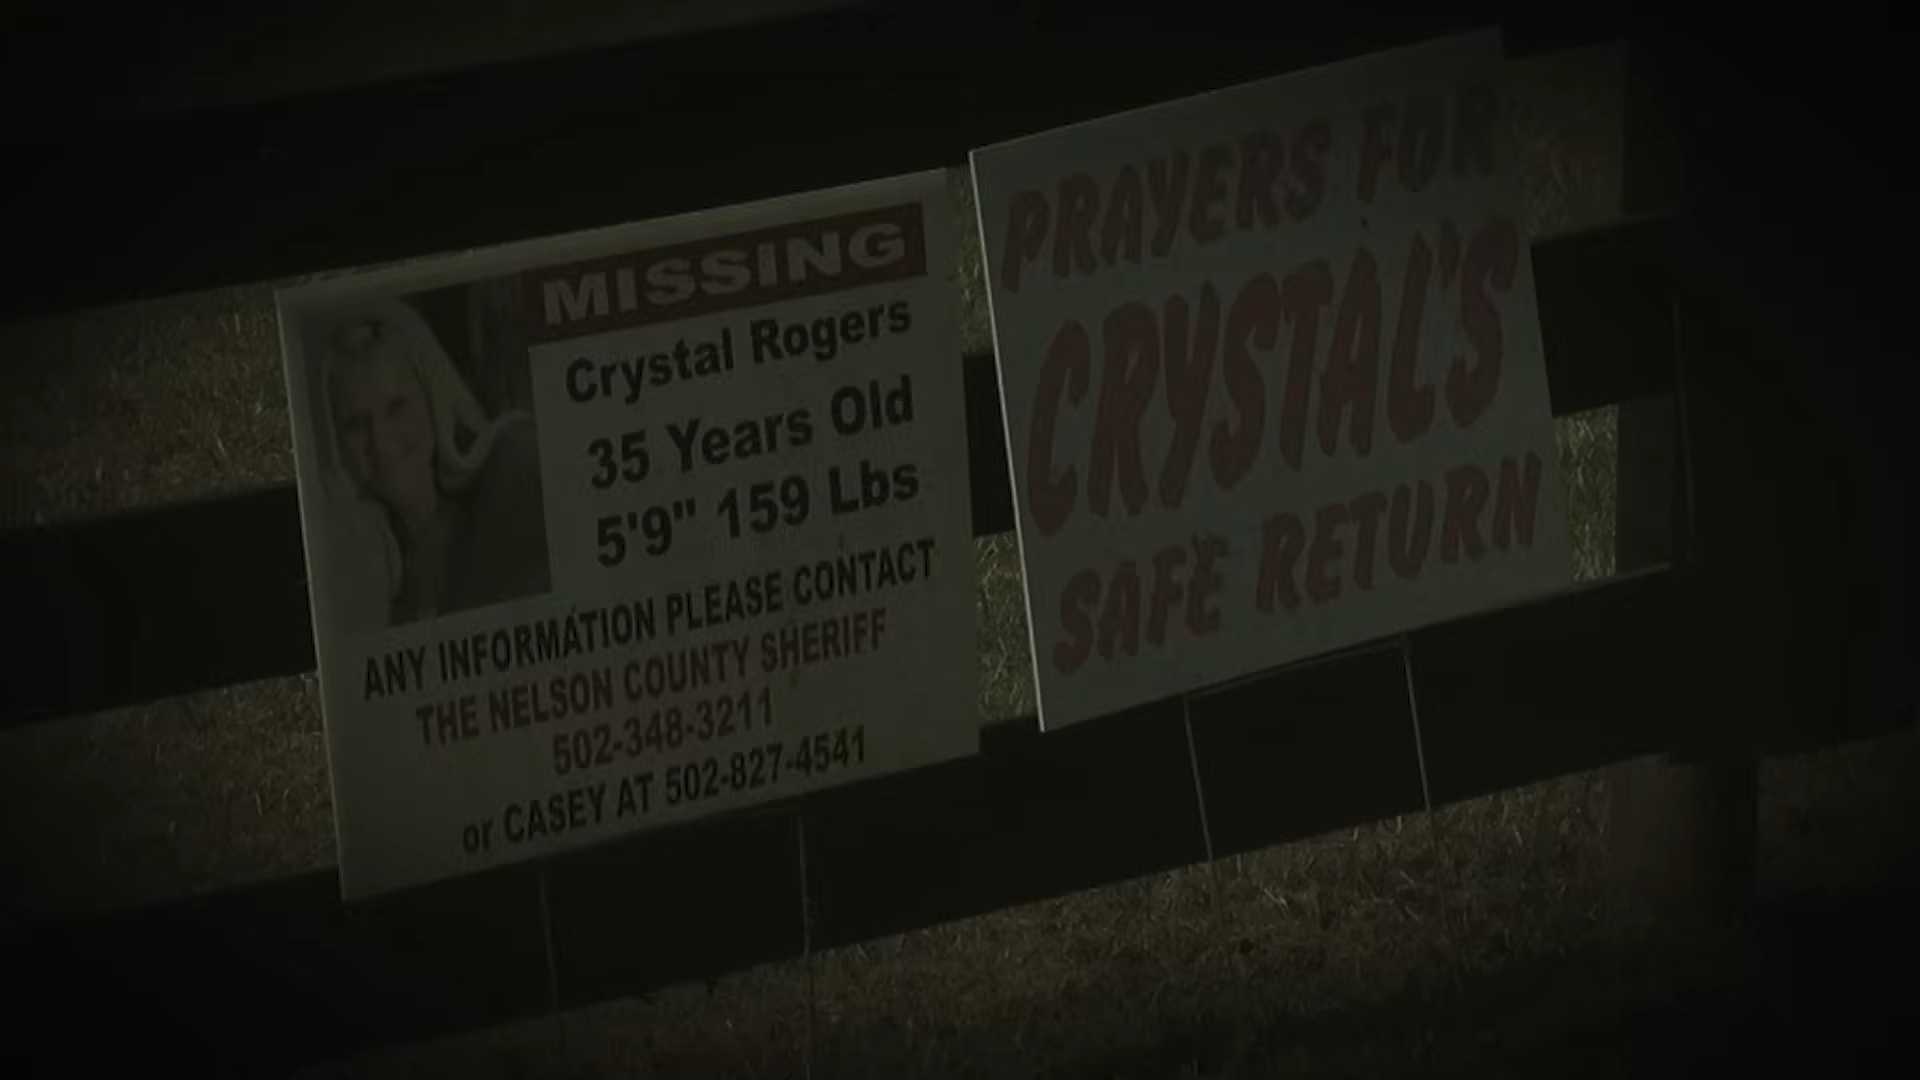 MISSING
Crystal Rogers
35 Years Old
5'9" 159 Lbs
ANY INFORMATION PLEASE CONTACT
THE NELSON COUNTY SHERIFF
502-348-3211
or CASEY AT 502-827-4541
PRAYERS FOR
CRYSTAL'S
SAFE RETURN